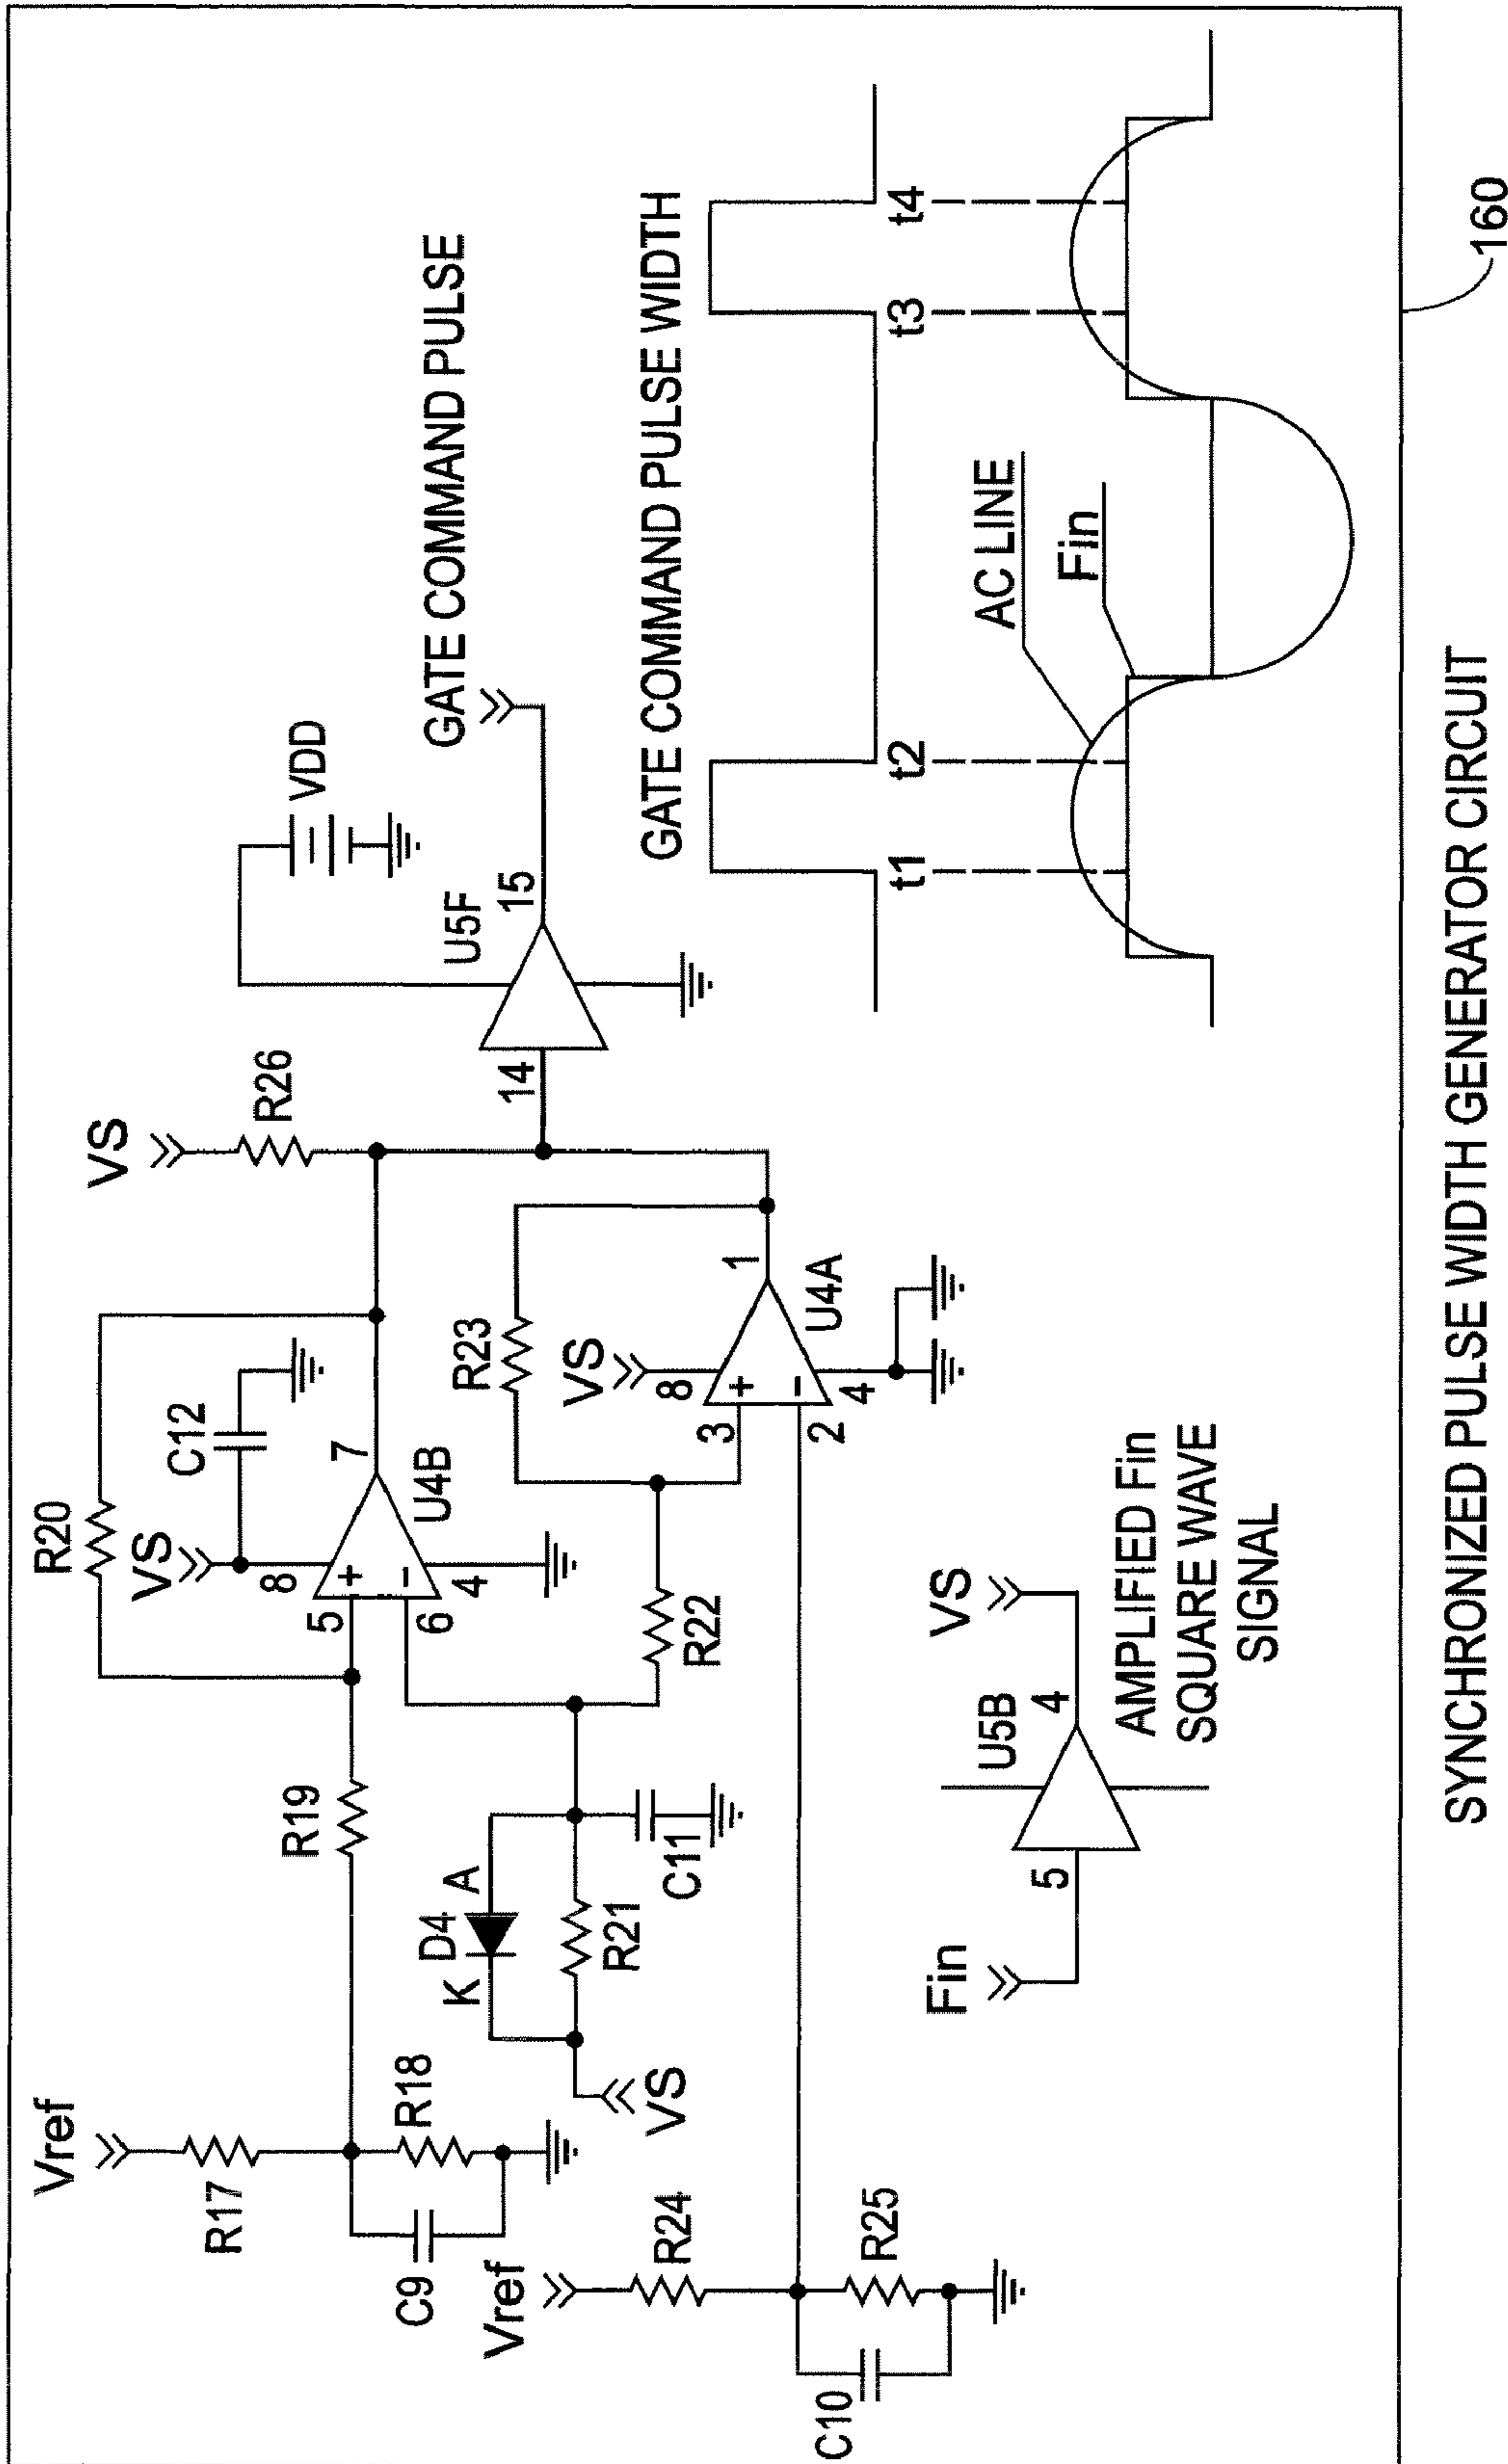 Vref
R17
C9
R18
R19
VS
D4
K
A
R21
C11
R20
VS
C12
8
5
6
4
7
U4B
R22
R23
VS
8
3
2
4
1
U4A
VS
R26
14
U5F
15
VDD
GATE COMMAND PULSE
Vref
R24
C10
R25
Fin
5
U5B
4
VS
AMPLIFIED Fin
SQUARE WAVE
SIGNAL
GATE COMMAND PULSE WIDTH
t1
t2
t3
t4
AC LINE
Fin
160
SYNCHRONIZED PULSE WIDTH GENERATOR CIRCUIT